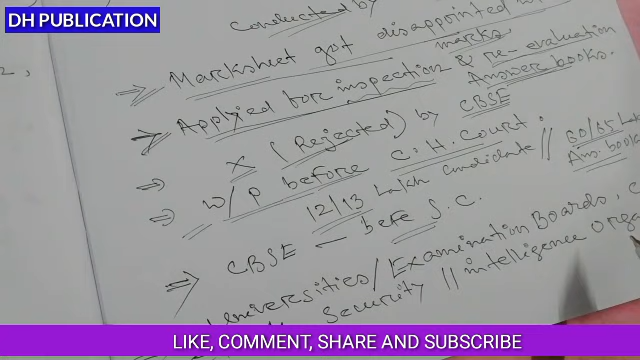 DH PUBLICATION
Conducted by
→ Marksheet got disappointed
marks.
→ Applyed for inspection & re-evaluation
Answer books.
⇒ x (Rejected) by CBSE
⇒ W/P before C.H. Court.
12/13 Lakh candidate // 60/65 Lakh
Ans. books
⇒ CBSE — befe S.C.
Universities/Examination Boards,
Security // intelligence orga
LIKE, COMMENT, SHARE AND SUBSCRIBE